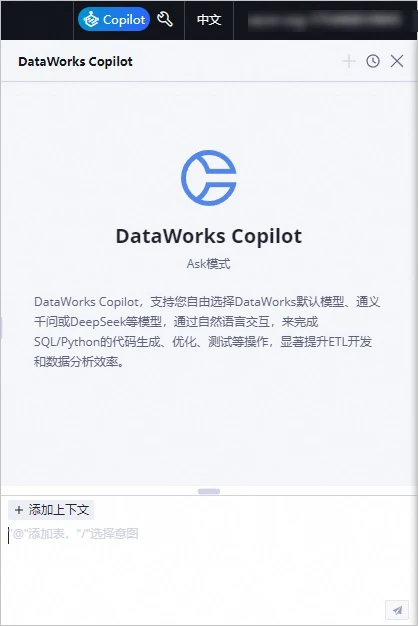 Copilot 中文
DataWorks Copilot
DataWorks Copilot
Ask模式
DataWorks Copilot，支持您自由选择DataWorks默认模型、通义
千问或DeepSeek等模型，通过自然语言交互，来完成
SQL/Python的代码生成、优化、测试等操作，显著提升ETL开发
和数据分析效率。
+ 添加上下文
"@"添加表，"/"选择意图